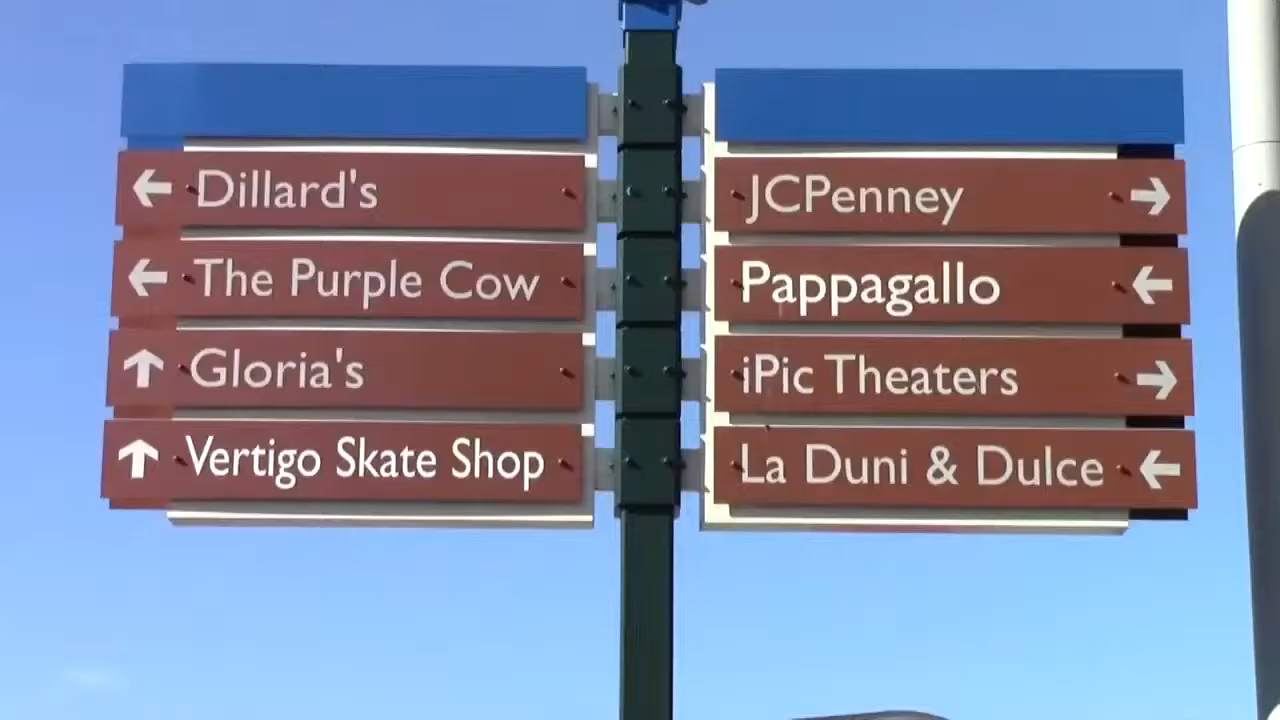 Dillard's
The Purple Cow
Gloria's
Vertigo Skate Shop
JCPenney
Pappagallo
iPic Theaters
La Duni & Dulce